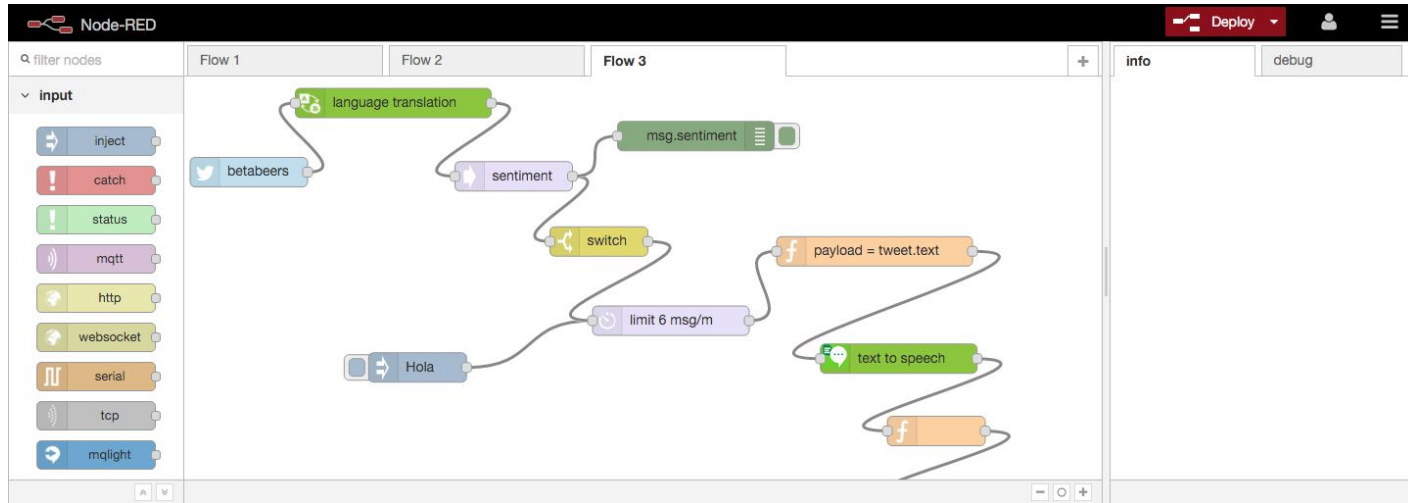 Node-RED
Deploy
filter nodes
Flow 1
Flow 2
Flow 3
info
debug
input
inject
catch
status
mqtt
http
websocket
serial
tcp
mqlight
language translation
betabeers
msg.sentiment
sentiment
switch
payload = tweet.text
limit 6 msg/m
Hola
text to speech
f